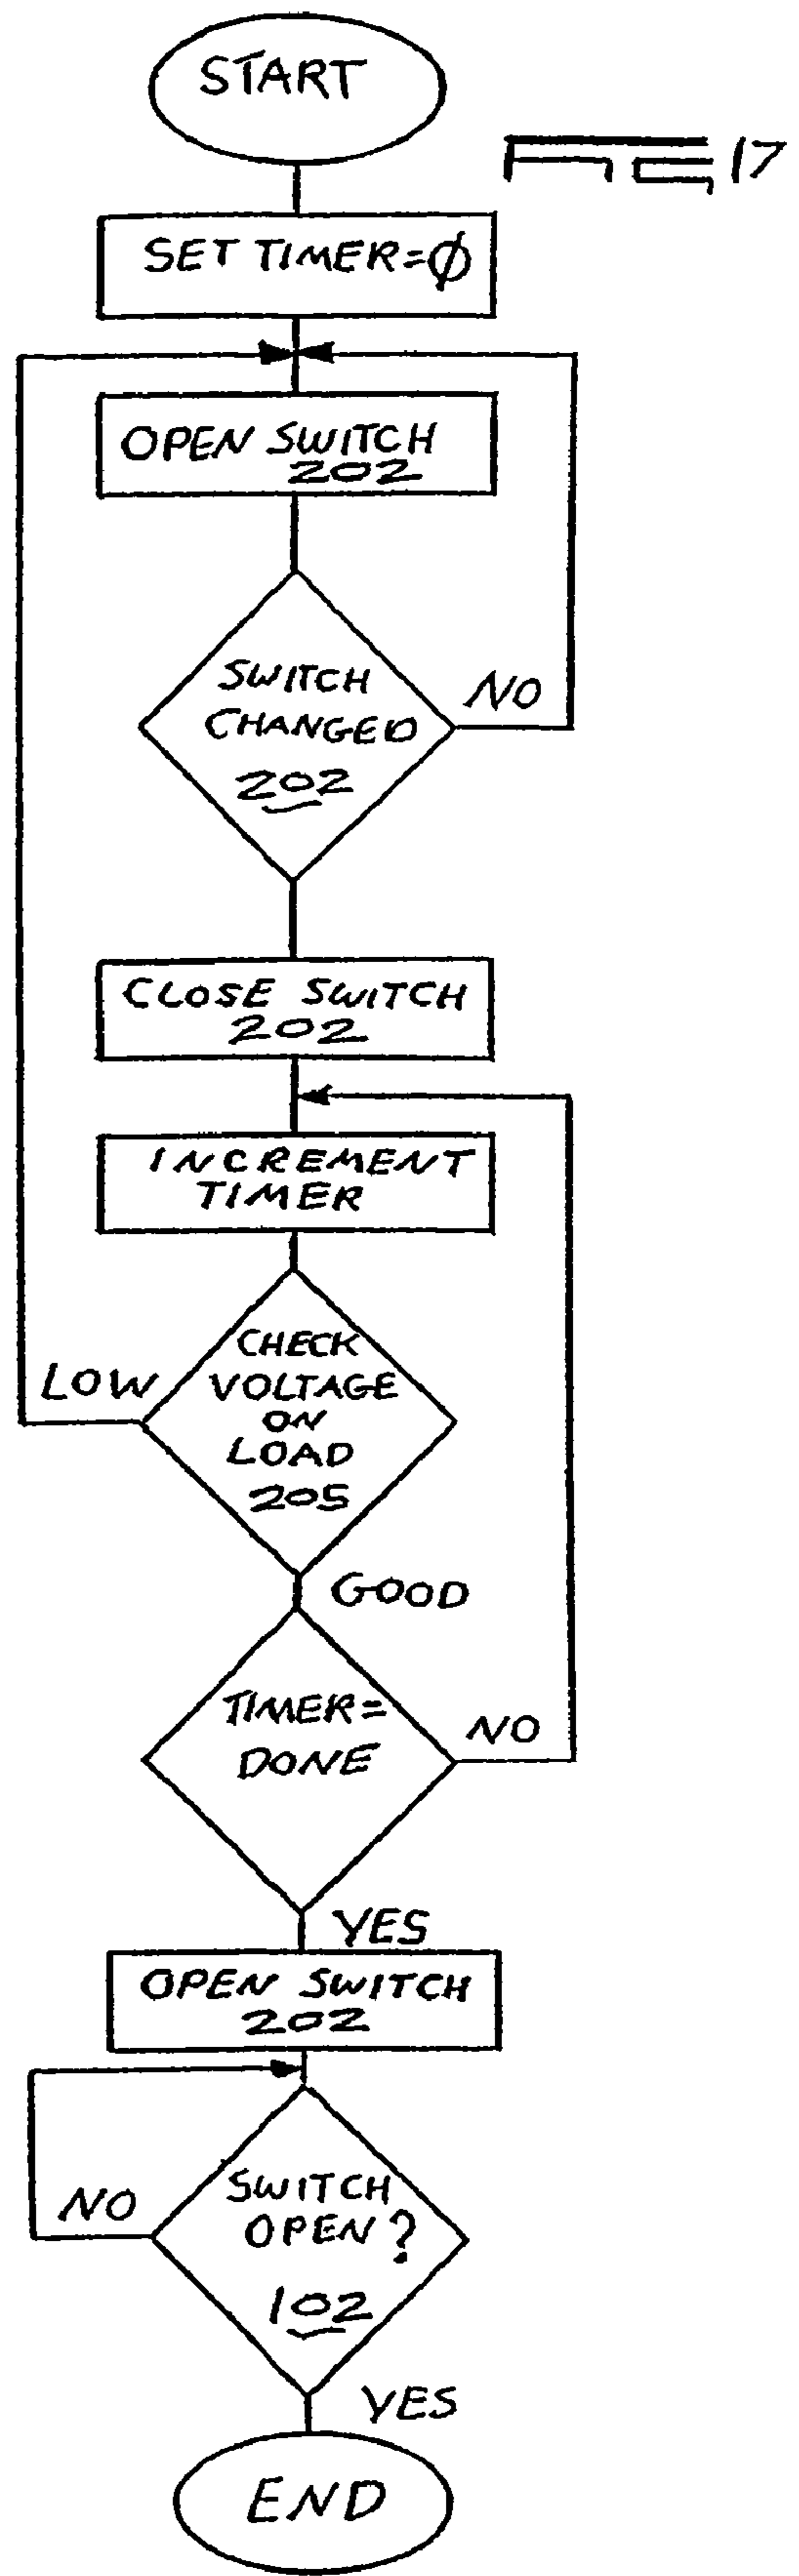 START
FIG 17
SET TIMER=Ø
OPEN SWITCH
202
SWITCH
CHANGED
202
NO
CLOSE SWITCH
202
INCREMENT
TIMER
CHECK
VOLTAGE
ON
LOAD
205
LOW
GOOD
TIMER=
DONE
NO
YES
OPEN SWITCH
202
SWITCH
OPEN?
102
NO
YES
END